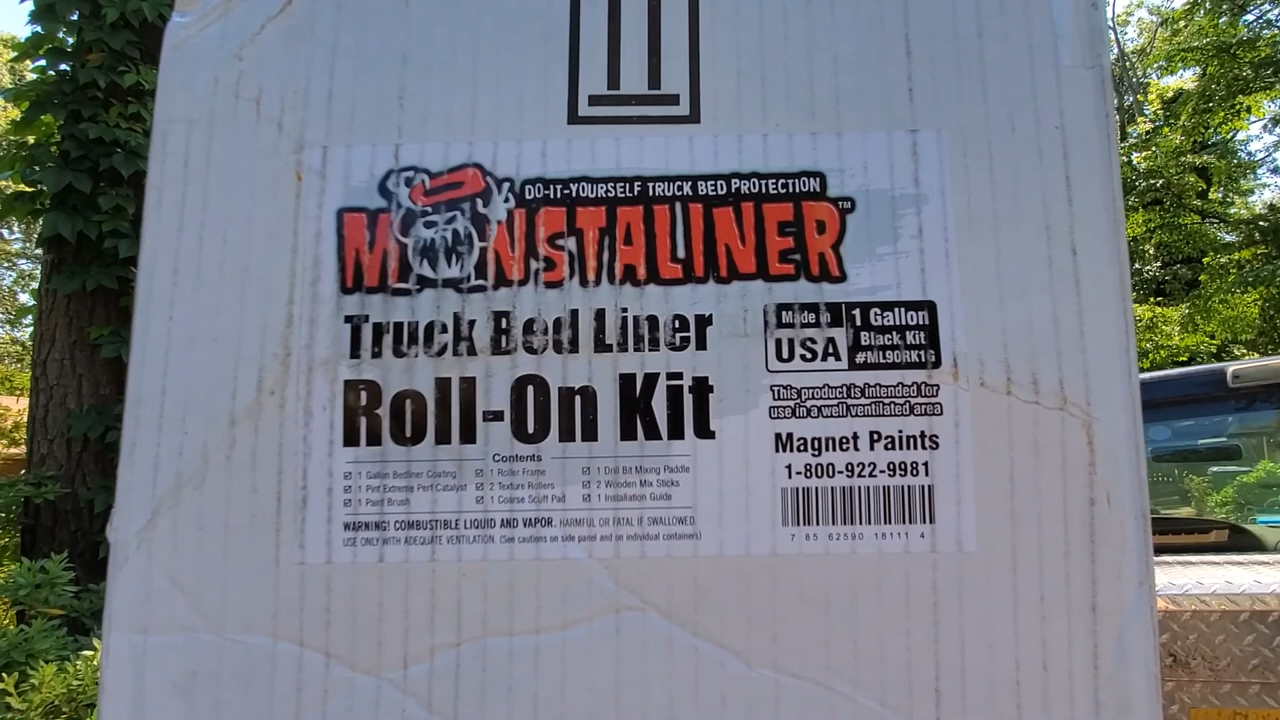 DO-IT-YOURSELF TRUCK BED PROTECTION
MONSTALINER™
Truck Bed Liner
Roll-On Kit
Made in
USA
1 Gallon
Black Kit
#ML90RK1G
This product is intended for
use in a well ventilated area
Magnet Paints
1-800-922-9981
7 85 62590 18111 4
Contents
☑ 1 Gallon Bedliner Coating ☑ 1 Roller Frame ☑ 1 Drill Bit Mixing Paddle
☑ 1 Pint Extreme Perf Catalyst ☑ 2 Texture Rollers ☑ 2 Wooden Mix Sticks
☑ 1 Paint Brush ☑ 1 Coarse Scuff Pad ☑ 1 Installation Guide
WARNING! COMBUSTIBLE LIQUID AND VAPOR. HARMFUL OR FATAL IF SWALLOWED.
USE ONLY WITH ADEQUATE VENTILATION. (See cautions on side panel and on individual containers)